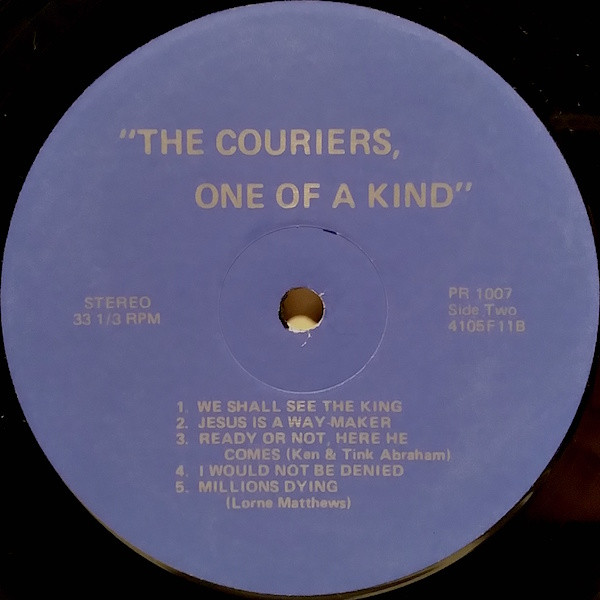 "THE COURIERS,
ONE OF A KIND"
STEREO
33 1/3 RPM
PR 1007
Side Two
4105F11B
1. WE SHALL SEE THE KING
2. JESUS IS A WAY-MAKER
3. READY OR NOT, HERE HE
COMES (Ken & Tink Abraham)
4. I WOULD NOT BE DENIED
5. MILLIONS DYING
(Lorne Matthews)